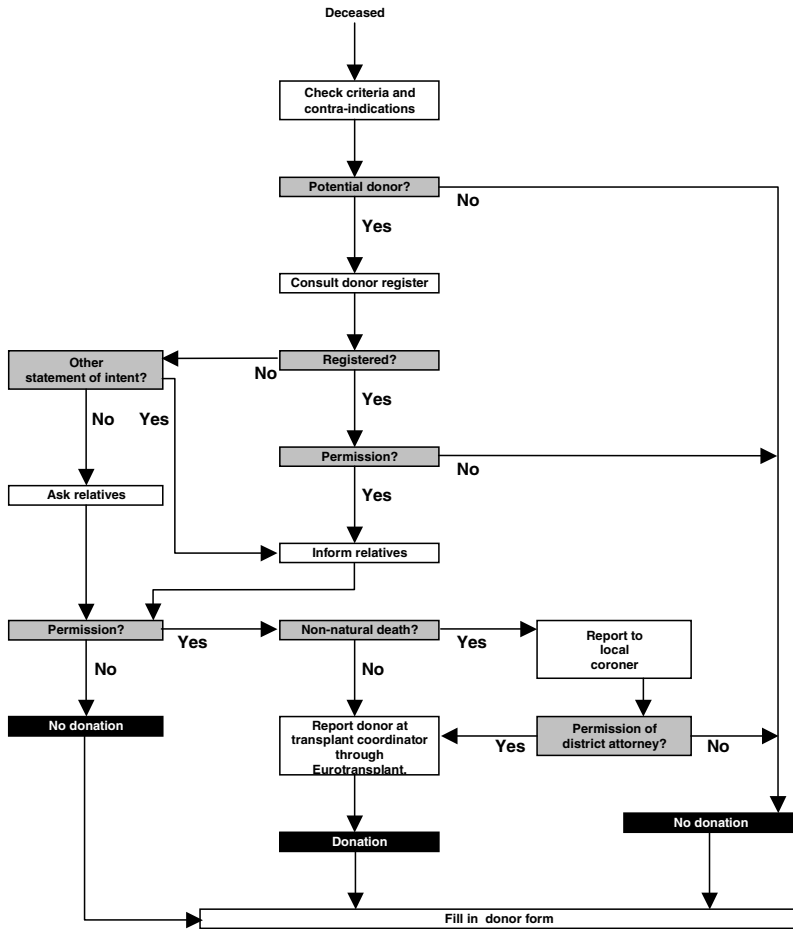 Deceased
Check criteria and
contra-indications
Potential donor?
No
Yes
Consult donor register
Other
statement of intent?
Registered?
No
Yes
No
Yes
Permission?
No
Yes
Ask relatives
Inform relatives
Permission?
Yes
Non-natural death?
Yes
Report to
local
coroner
No
No
No donation
Report donor at
transplant coordinator
through
Eurotransplant.
Yes
Permission of
district attorney?
No
No donation
Donation
Fill in donor form